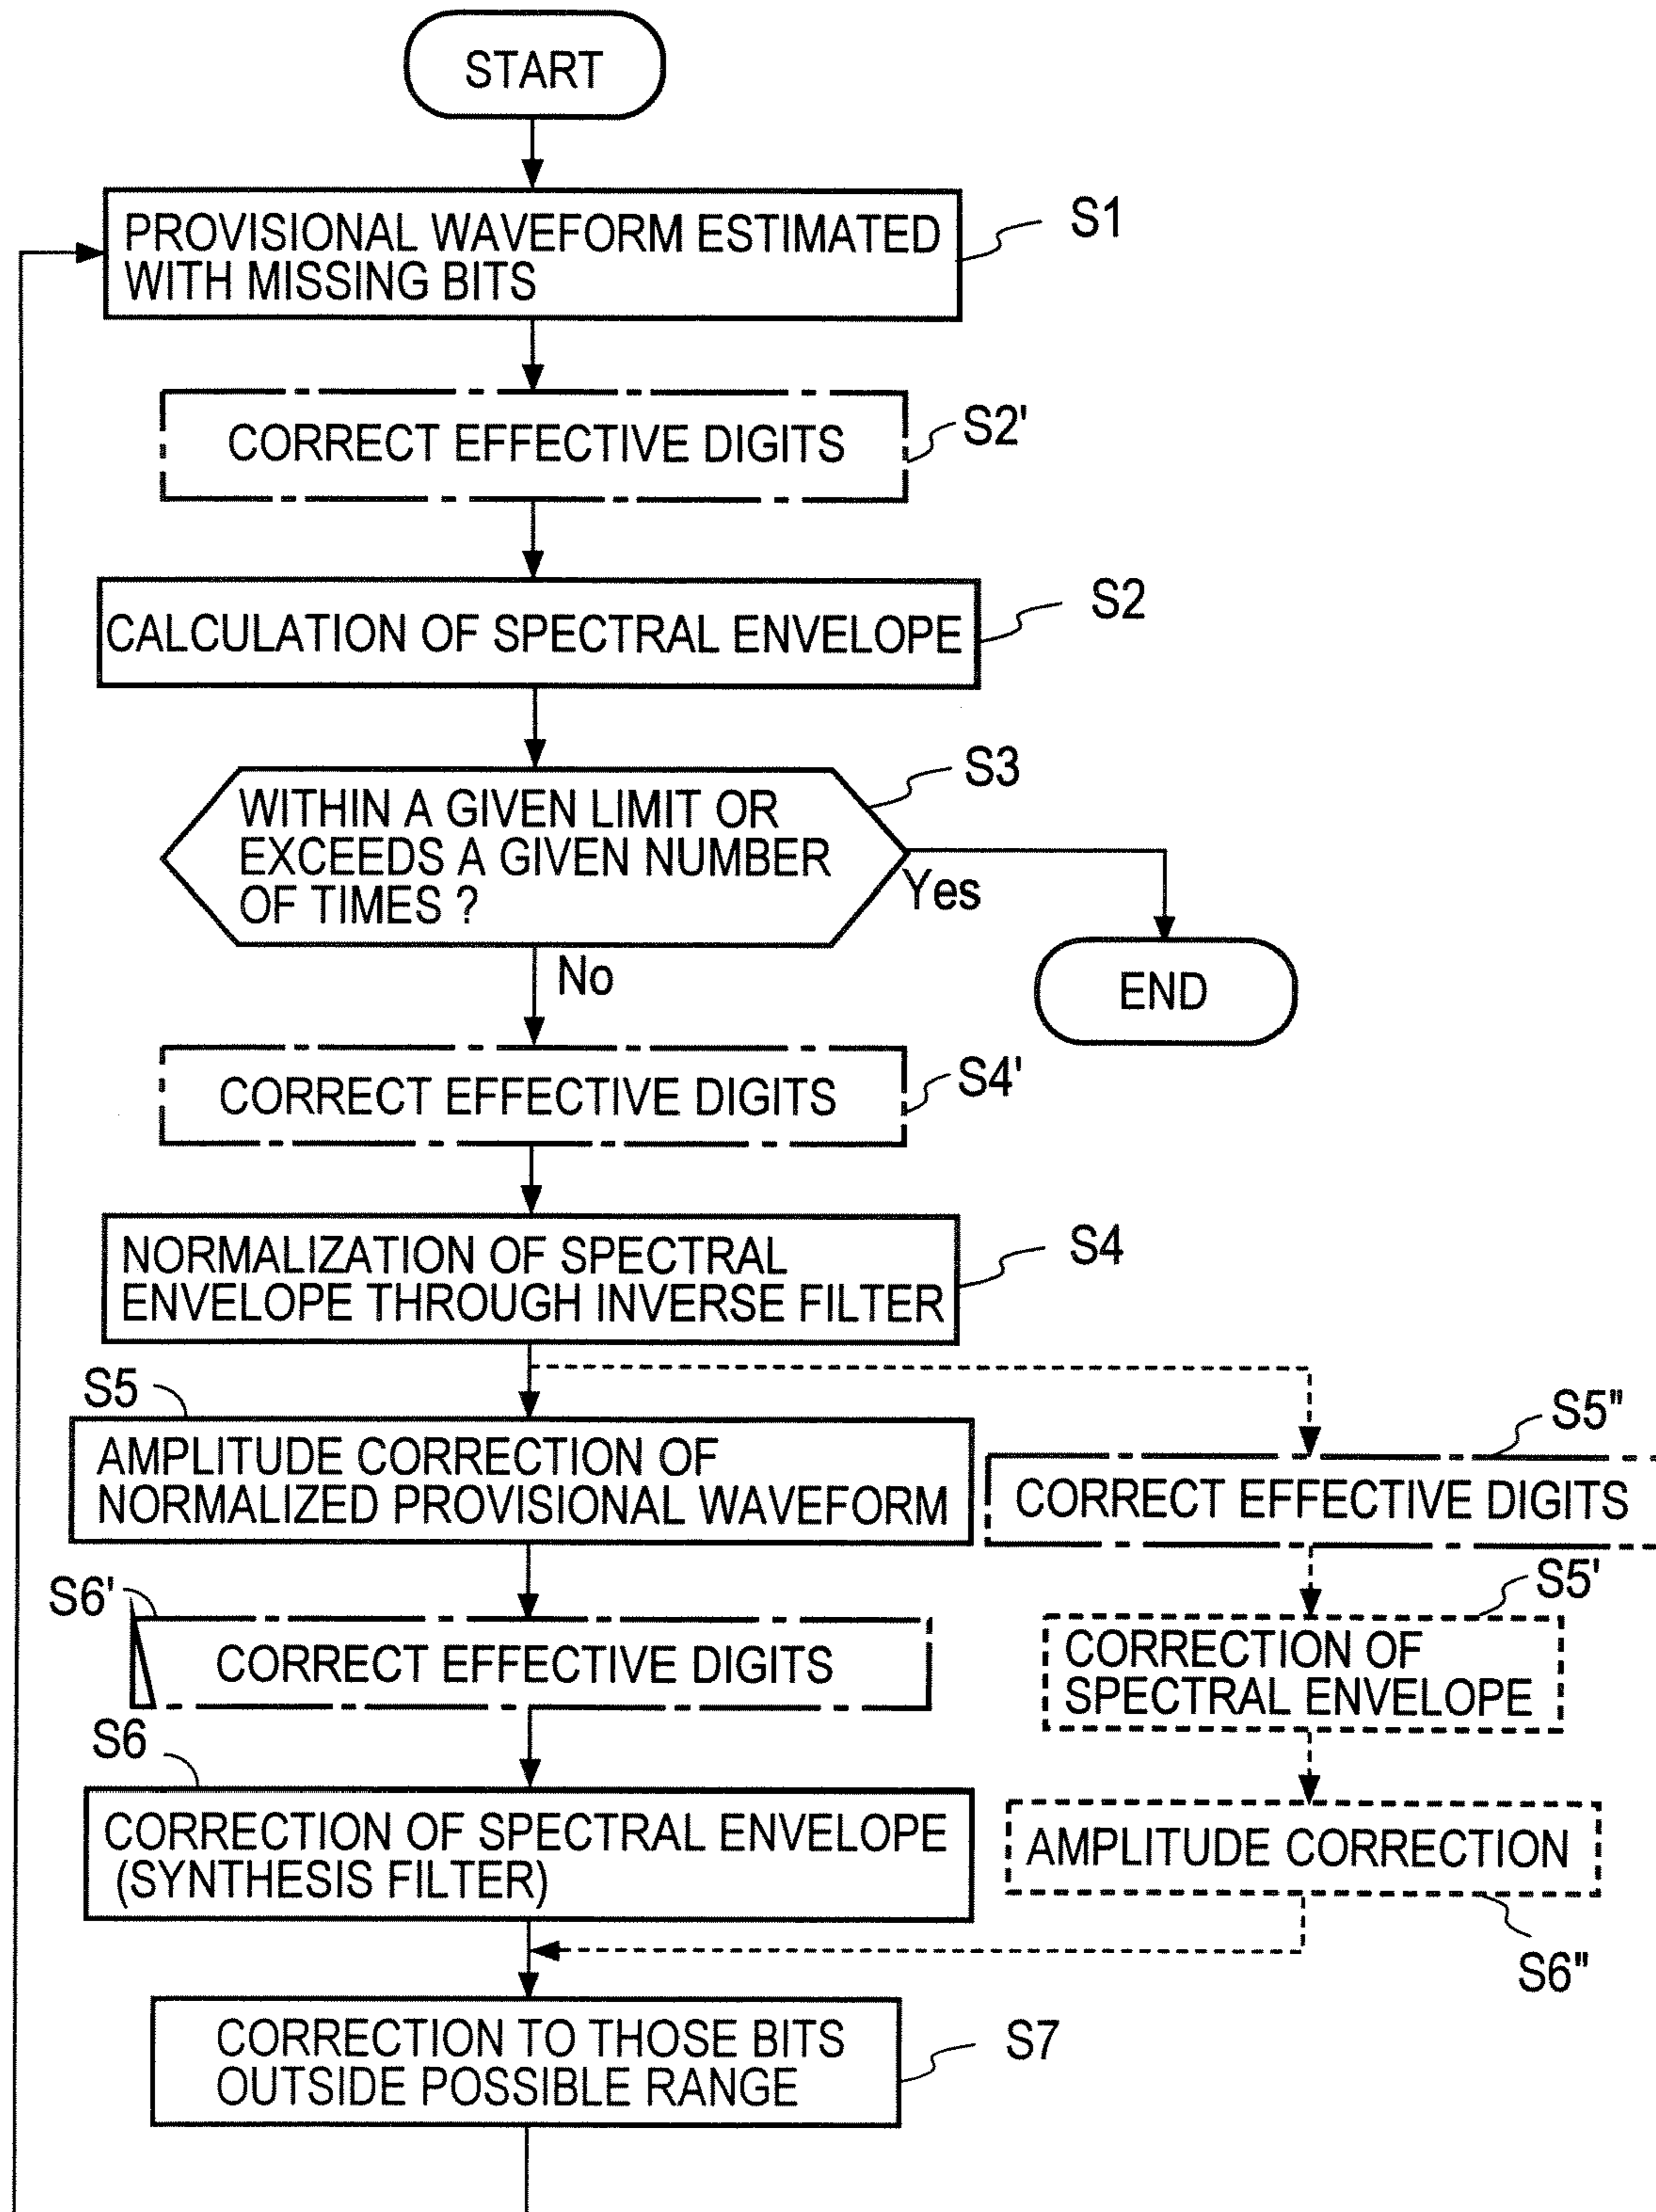 START
PROVISIONAL WAVEFORM ESTIMATED
WITH MISSING BITS
S1
CORRECT EFFECTIVE DIGITS
S2'
CALCULATION OF SPECTRAL ENVELOPE
S2
WITHIN A GIVEN LIMIT OR
EXCEEDS A GIVEN NUMBER
OF TIMES ?
S3
Yes
No
END
CORRECT EFFECTIVE DIGITS
S4'
NORMALIZATION OF SPECTRAL
ENVELOPE THROUGH INVERSE FILTER
S4
S5
AMPLITUDE CORRECTION OF
NORMALIZED PROVISIONAL WAVEFORM
S5"
CORRECT EFFECTIVE DIGITS
S6'
CORRECT EFFECTIVE DIGITS
S5'
CORRECTION OF
SPECTRAL ENVELOPE
S6
CORRECTION OF SPECTRAL ENVELOPE
(SYNTHESIS FILTER)
AMPLITUDE CORRECTION
S6"
CORRECTION TO THOSE BITS
OUTSIDE POSSIBLE RANGE
S7